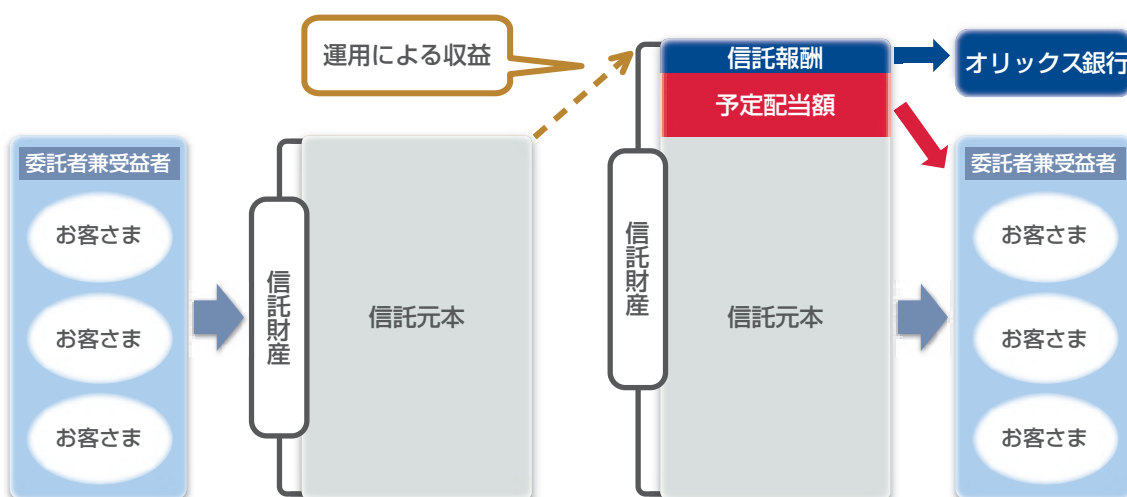 運用による収益
信託報酬
オリックス銀行
予定配当額
委託者兼受益者
お客さま
お客さま
お客さま
信託財産
信託元本
信託財産
信託元本
委託者兼受益者
お客さま
お客さま
お客さま